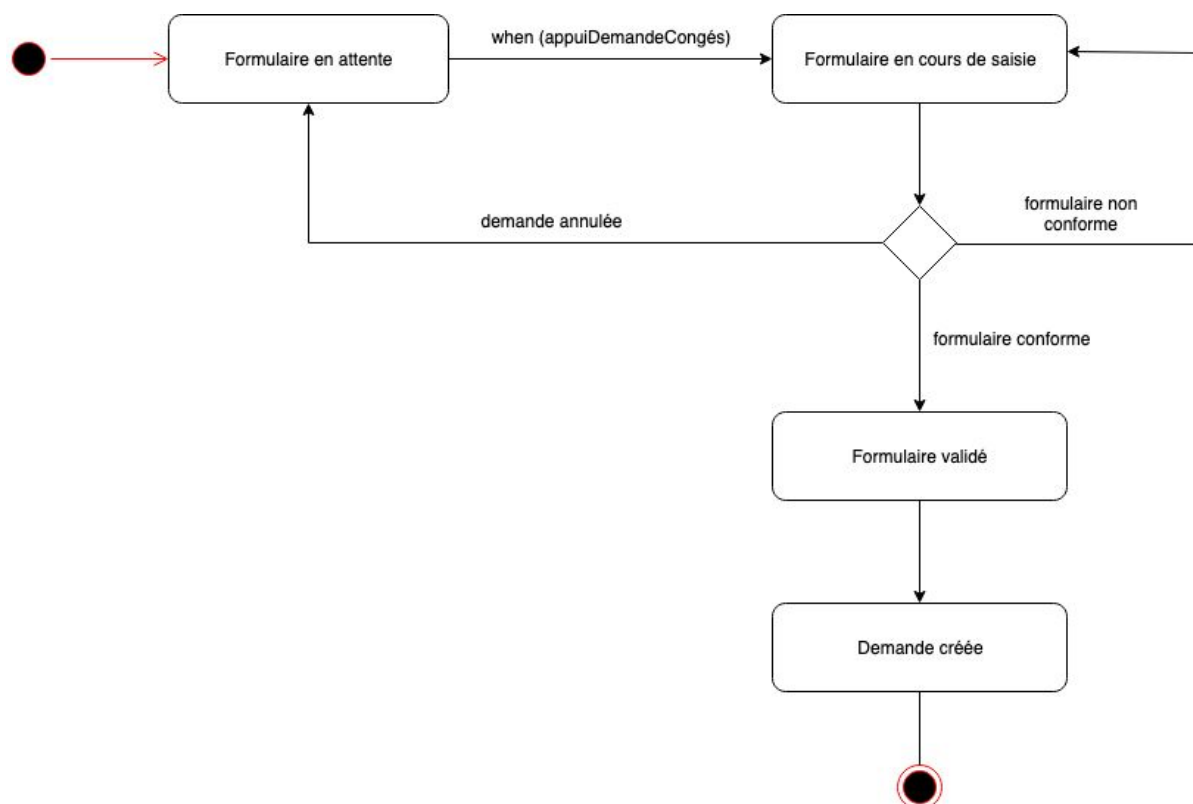 Formulaire en attente
when (appuiDemandeCongés)
Formulaire en cours de saisie
demande annulée
formulaire non
conforme
formulaire conforme
Formulaire validé
Demande créée